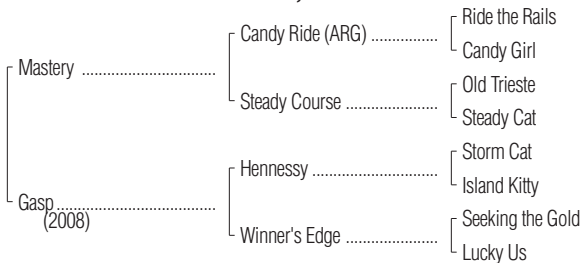 Ride the Rails
Candy Ride (ARG) ................
Candy Girl
Mastery ................................
Old Trieste
Steady Course ......................
Steady Cat
Storm Cat
Hennessy .............................
Island Kitty
Gasp......................................
(2008)
Seeking the Gold
Winner's Edge ......................
Lucky Us